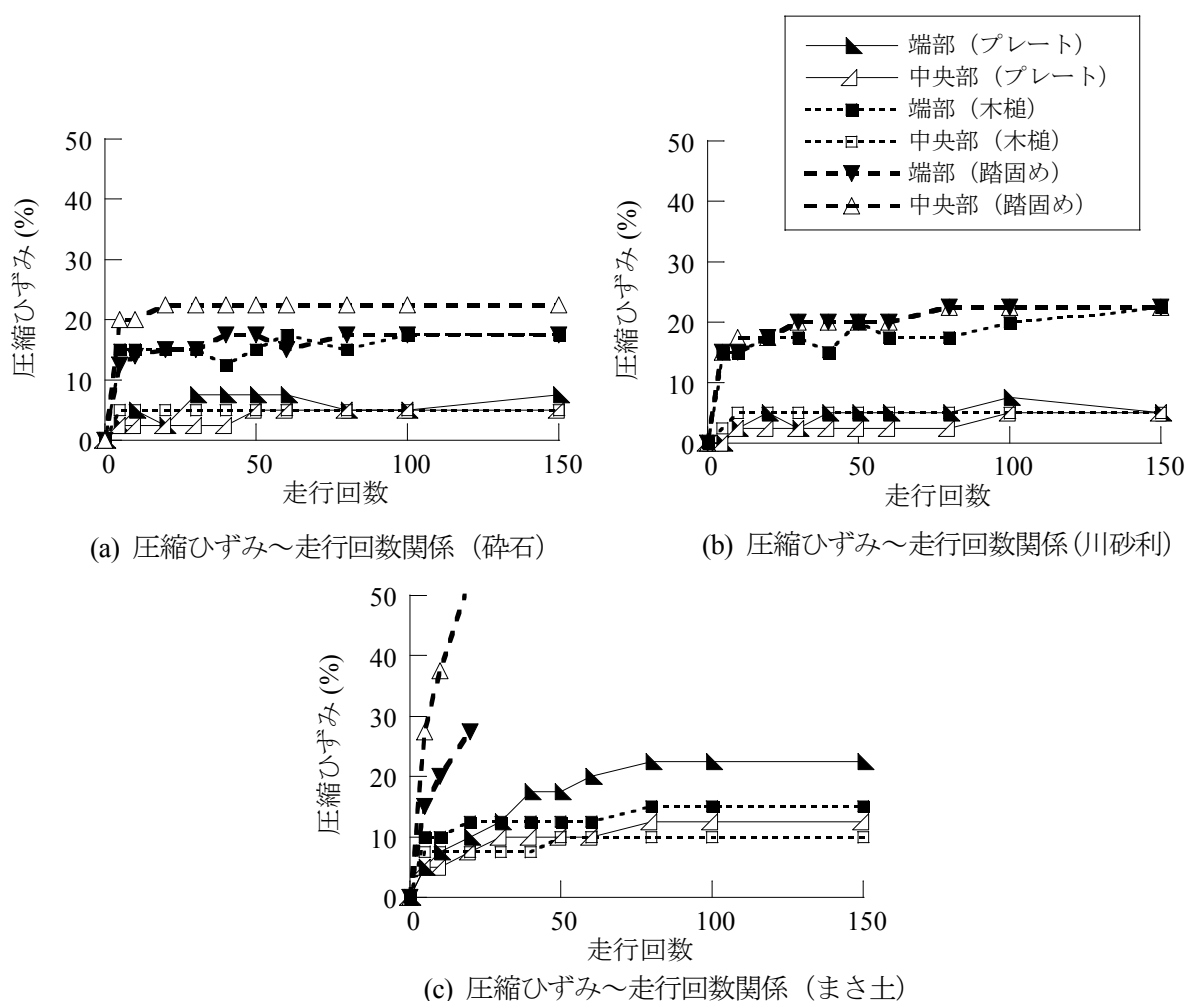 端部（プレート）
中央部（プレート）
端部（木槌）
中央部（木槌）
端部（踏固め）
中央部（踏固め）
圧縮ひずみ(%)
50
40
30
20
10
0
0 50 100 150
走行回数
(a) 圧縮ひずみ～走行回数関係（砕石）
圧縮ひずみ(%)
50
40
30
20
10
0
0 50 100 150
走行回数
(b) 圧縮ひずみ～走行回数関係(川砂利)
圧縮ひずみ(%)
50
40
30
20
10
0
0 50 100 150
走行回数
(c) 圧縮ひずみ～走行回数関係（まさ土）